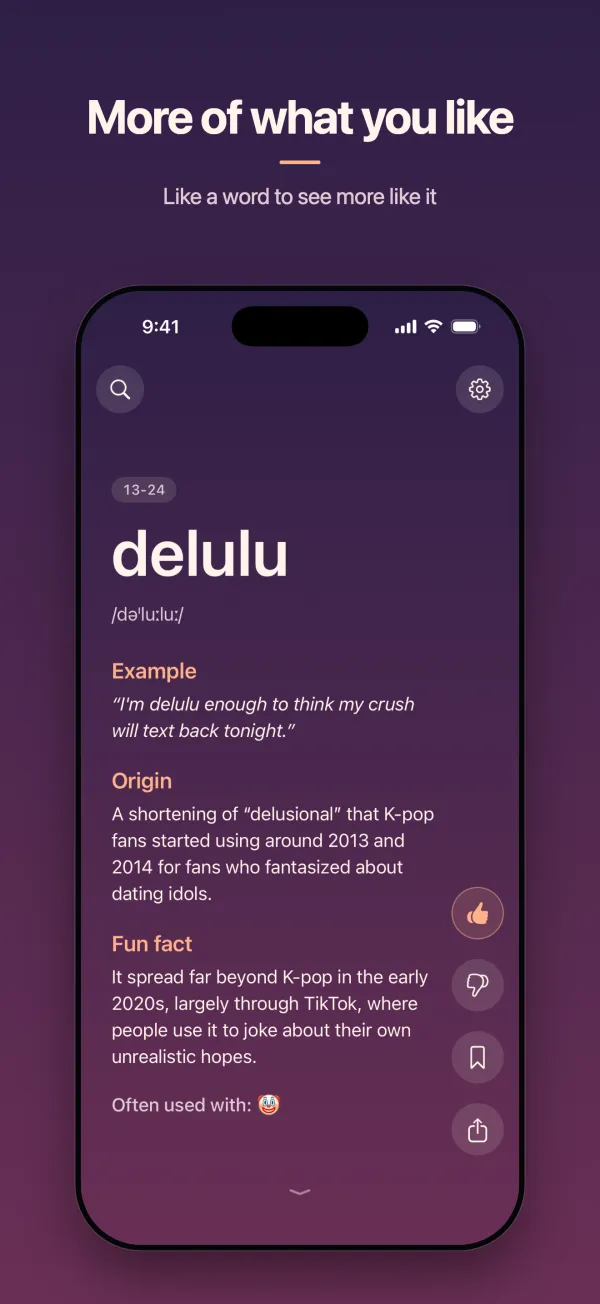 More of what you like
Like a word to see more like it
9:41
13-24
delulu
/dəˈluːluː/
Example
“I'm delulu enough to think my crush
will text back tonight.”
Origin
A shortening of “delusional” that K-pop
fans started using around 2013 and
2014 for fans who fantasized about
dating idols.
Fun fact
It spread far beyond K-pop in the early
2020s, largely through TikTok, where
people use it to joke about their own
unrealistic hopes.
Often used with: 🤡